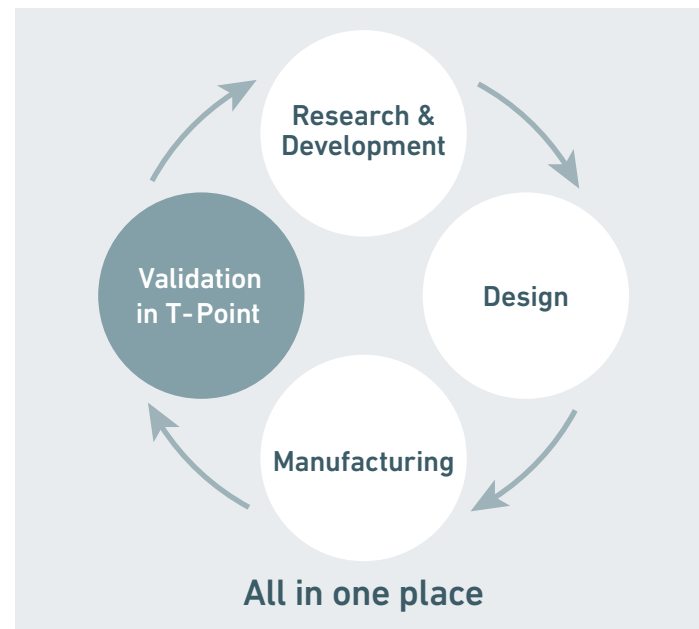 Research &
Development
Validation
in T-Point
Design
Manufacturing
All in one place